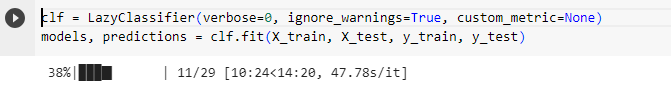 clf = LazyClassifier(verbose=0, ignore_warnings=True, custom_metric=None)
models, predictions = clf.fit(X_train, X_test, y_train, y_test)
38%| | 11/29 [10:24<14:20, 47.78s/it]